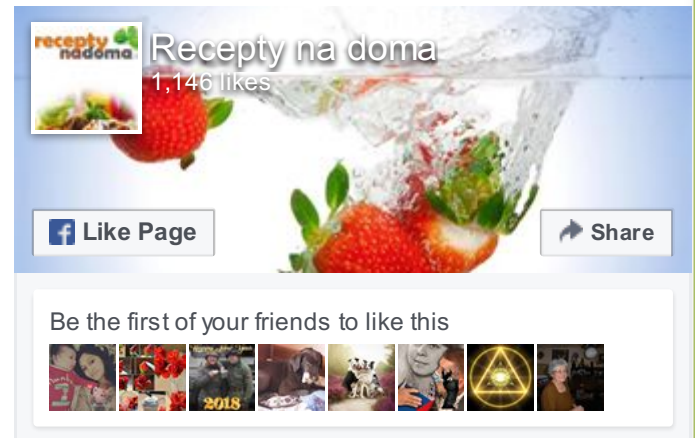 recepty
nadoma
Recepty na doma
1,146 likes
Like Page
Share
Be the first of your friends to like this
2018